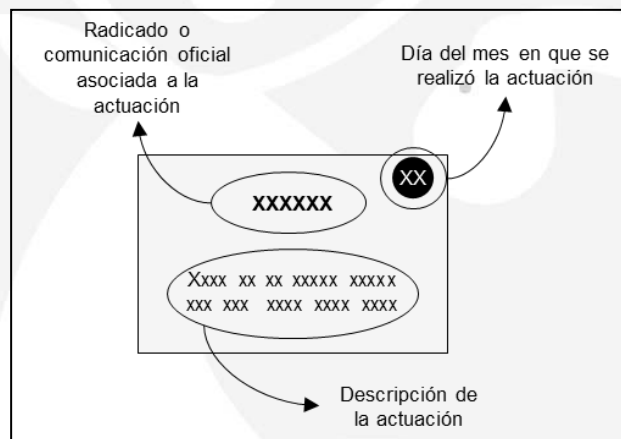 Radicado o
comunicación oficial
asociada a la
actuación
Día del mes en que se
realizó la actuación
XX
XXXXXX
Xxxx xx xx xxxxx xxxxx
xxx xxx xxxx xxxx xxxx
Descripción de
la actuación